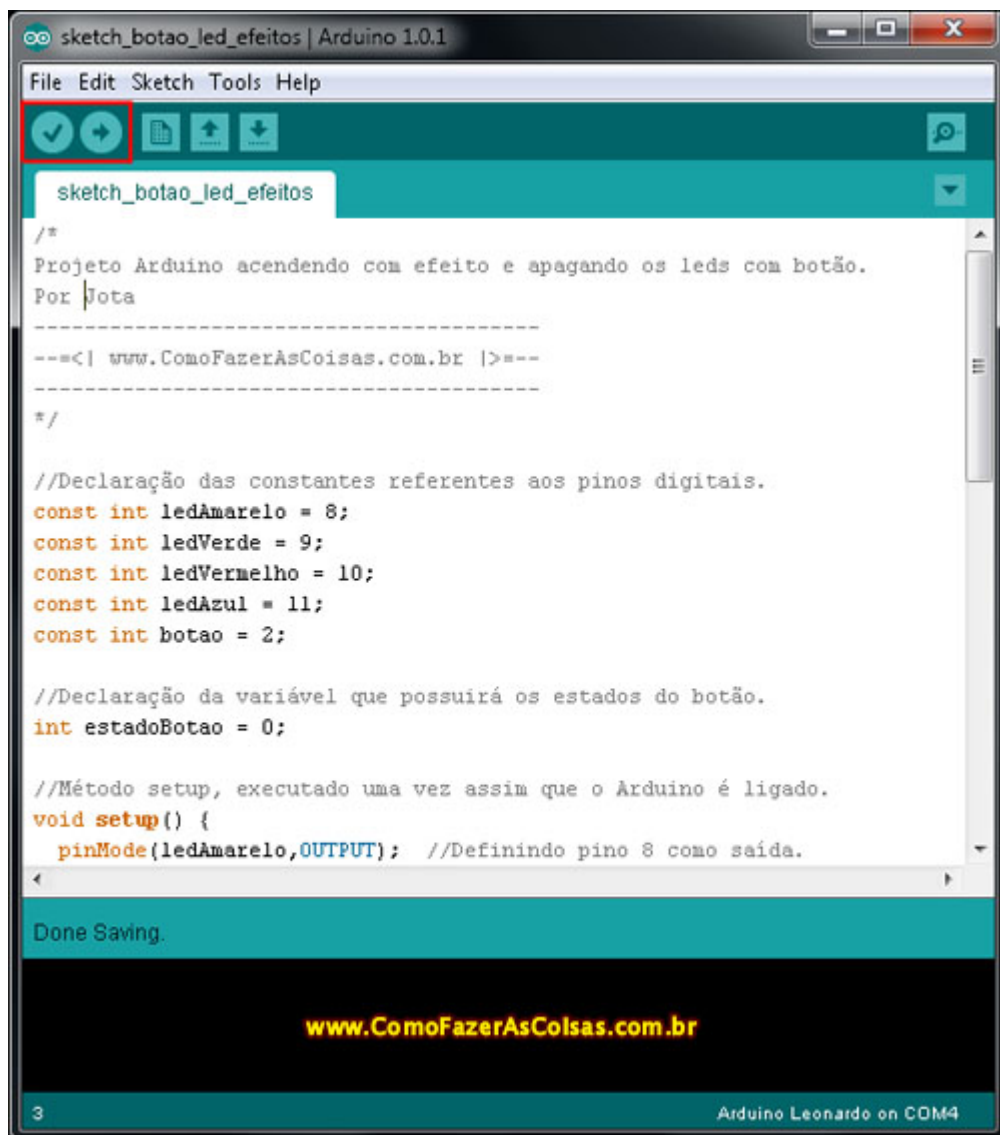 sketch_botao_led_efeitos | Arduino 1.0.1
File Edit Sketch Tools Help
sketch_botao_led_efeitos
/*
Projeto Arduino acendendo com efeito e apagando os leds com botão.
Por Jota
----------------------------------------
--=<| www.ComoFazerAsCoisas.com.br |>=--
----------------------------------------
*/
//Declaração das constantes referentes aos pinos digitais.
const int ledAmarelo = 8;
const int ledVerde = 9;
const int ledVermelho = 10;
const int ledAzul = 11;
const int botao = 2;
//Declaração da variável que possuirá os estados do botão.
int estadoBotao = 0;
//Método setup, executado uma vez assim que o Arduino é ligado.
void setup() {
  pinMode(ledAmarelo,OUTPUT);  //Definindo pino 8 como saída.
Done Saving.
www.ComoFazerAsCoisas.com.br
3 Arduino Leonardo on COM4